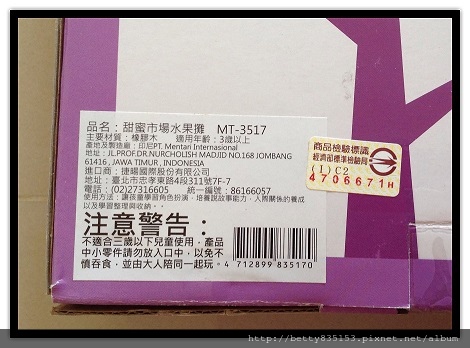 品名：甜蜜市場水果攤 MT-3517
主要材質：橡膠木 適用年齡：3歲以上
產地及製造廠：印尼PT. Mentari Internasional
地址：JL.PROF.DR.NURCHOLISH MADJID NO.168 JOMBANG
61416, JAWA TIMUR, INDONESIA
進口商：捷暘國際股份有限公司
地址：臺北市忠孝東路4段311號7F-7
電話：(02)27316605 統一編號：86166057
使用方法：讓孩童學習角色扮演、培養說故事能力、人際關係的養成
以及學習整理與收納。。
注意警告：
不適合三歲以下兒童使用，產品
中小零件請勿放入口中，以免不
慎吞食，並由大人陪同一起玩。
4 712899 835170
商品檢驗標識
經濟部標準檢驗局
(I)C2
4706671H
http://betty835153.pixnet.net/album